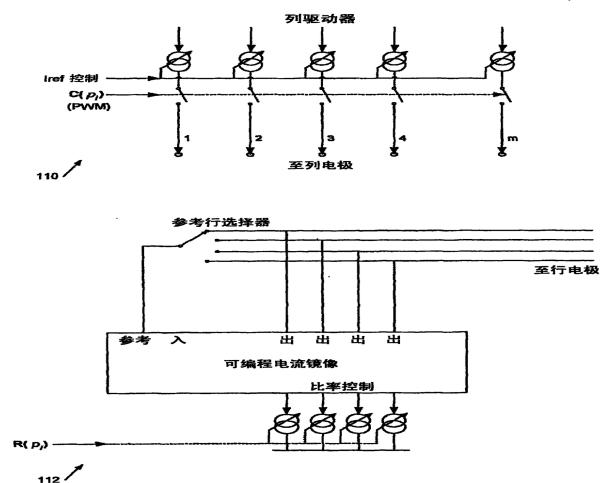 列驱动器
Iref 控制
C( pᵢ)
(PWM)
1 2 3 4 m
至列电极
110
参考行选择器
至行电极
参考 入 出 出 出 出
可编程电流镜像
比率控制
R( pᵢ)
112